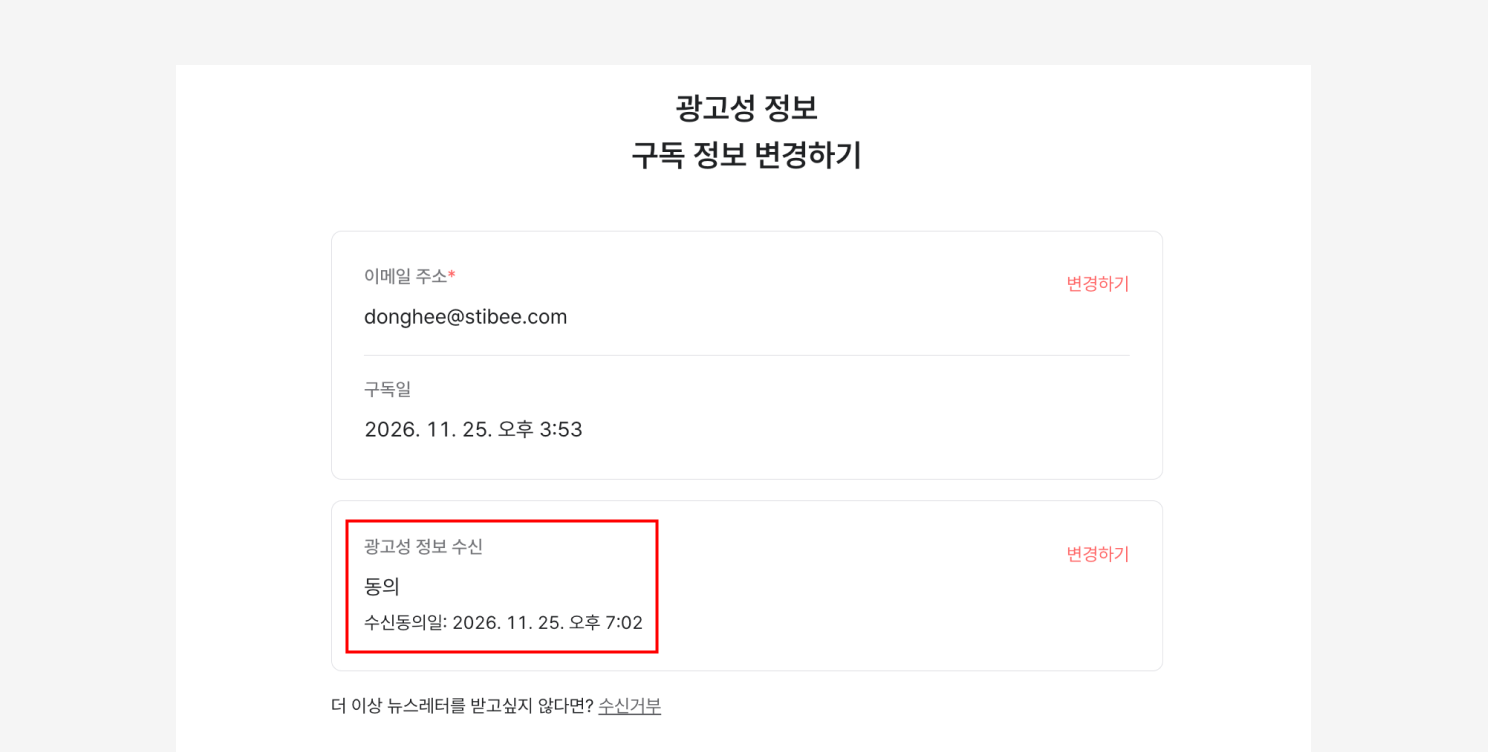 광고성 정보
구독 정보 변경하기
이메일 주소*
변경하기
donghee@stibee.com
구독일
2026. 11. 25. 오후 3:53
광고성 정보 수신
변경하기
동의
수신동의일: 2026. 11. 25. 오후 7:02
더 이상 뉴스레터를 받고싶지 않다면? 수신거부